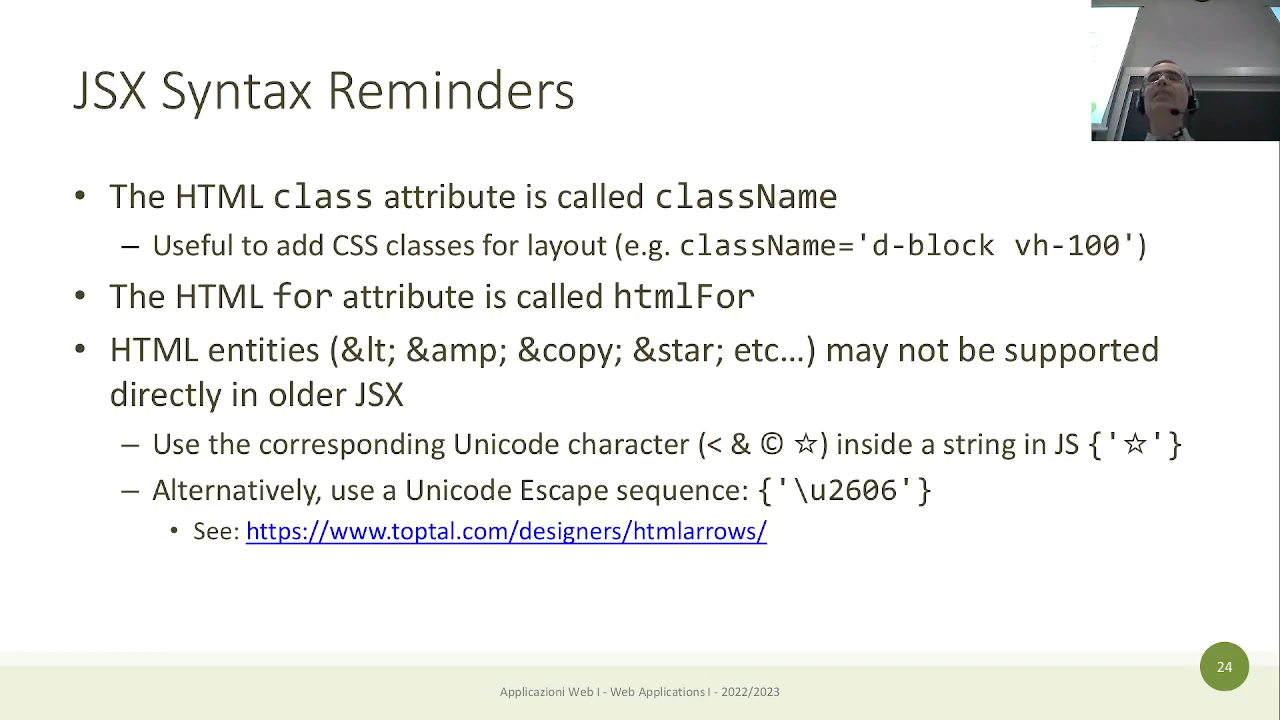 JSX Syntax Reminders
• The HTML class attribute is called className
– Useful to add CSS classes for layout (e.g. className='d-block vh-100')
• The HTML for attribute is called htmlFor
• HTML entities (&lt; &amp; &copy; &star; etc…) may not be supported
directly in older JSX
– Use the corresponding Unicode character (< & © ☆) inside a string in JS {'☆'}
– Alternatively, use a Unicode Escape sequence: {'\u2606'}
• See: https://www.toptal.com/designers/htmlarrows/
24
Applicazioni Web I - Web Applications I - 2022/2023